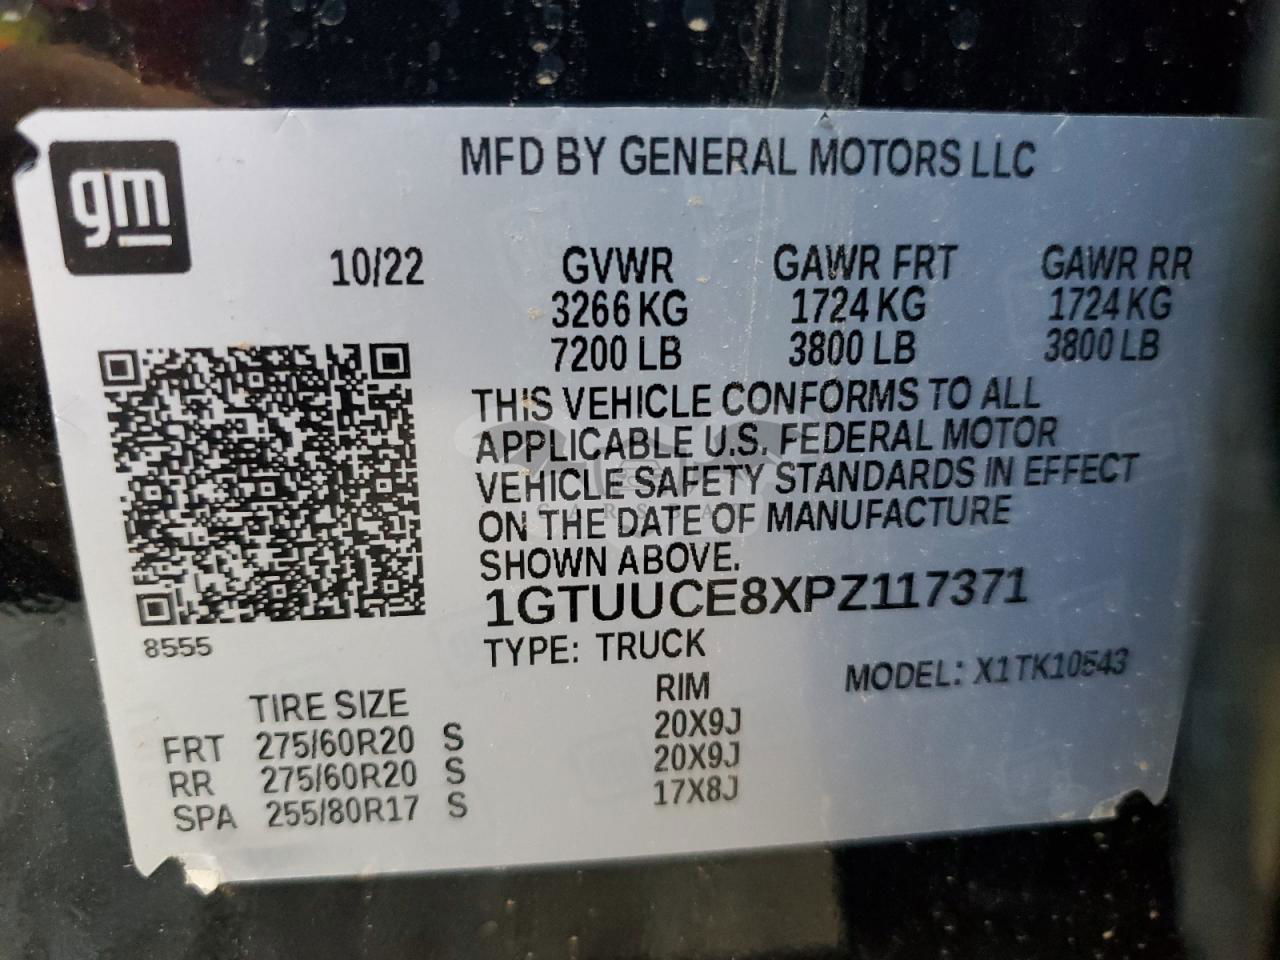 gm
MFD BY GENERAL MOTORS LLC
10/22 GVWR GAWR FRT GAWR RR
3266 KG 1724 KG 1724 KG
7200 LB 3800 LB 3800 LB
THIS VEHICLE CONFORMS TO ALL
APPLICABLE U.S. FEDERAL MOTOR
VEHICLE SAFETY STANDARDS IN EFFECT
ON THE DATE OF MANUFACTURE
SHOWN ABOVE.
1GTUUCE8XPZ117371
8555
TYPE: TRUCK
MODEL: X1TK10543
TIRE SIZE RIM
FRT 275/60R20 S 20X9J
RR 275/60R20 S 20X9J
SPA 255/80R17 S 17X8J